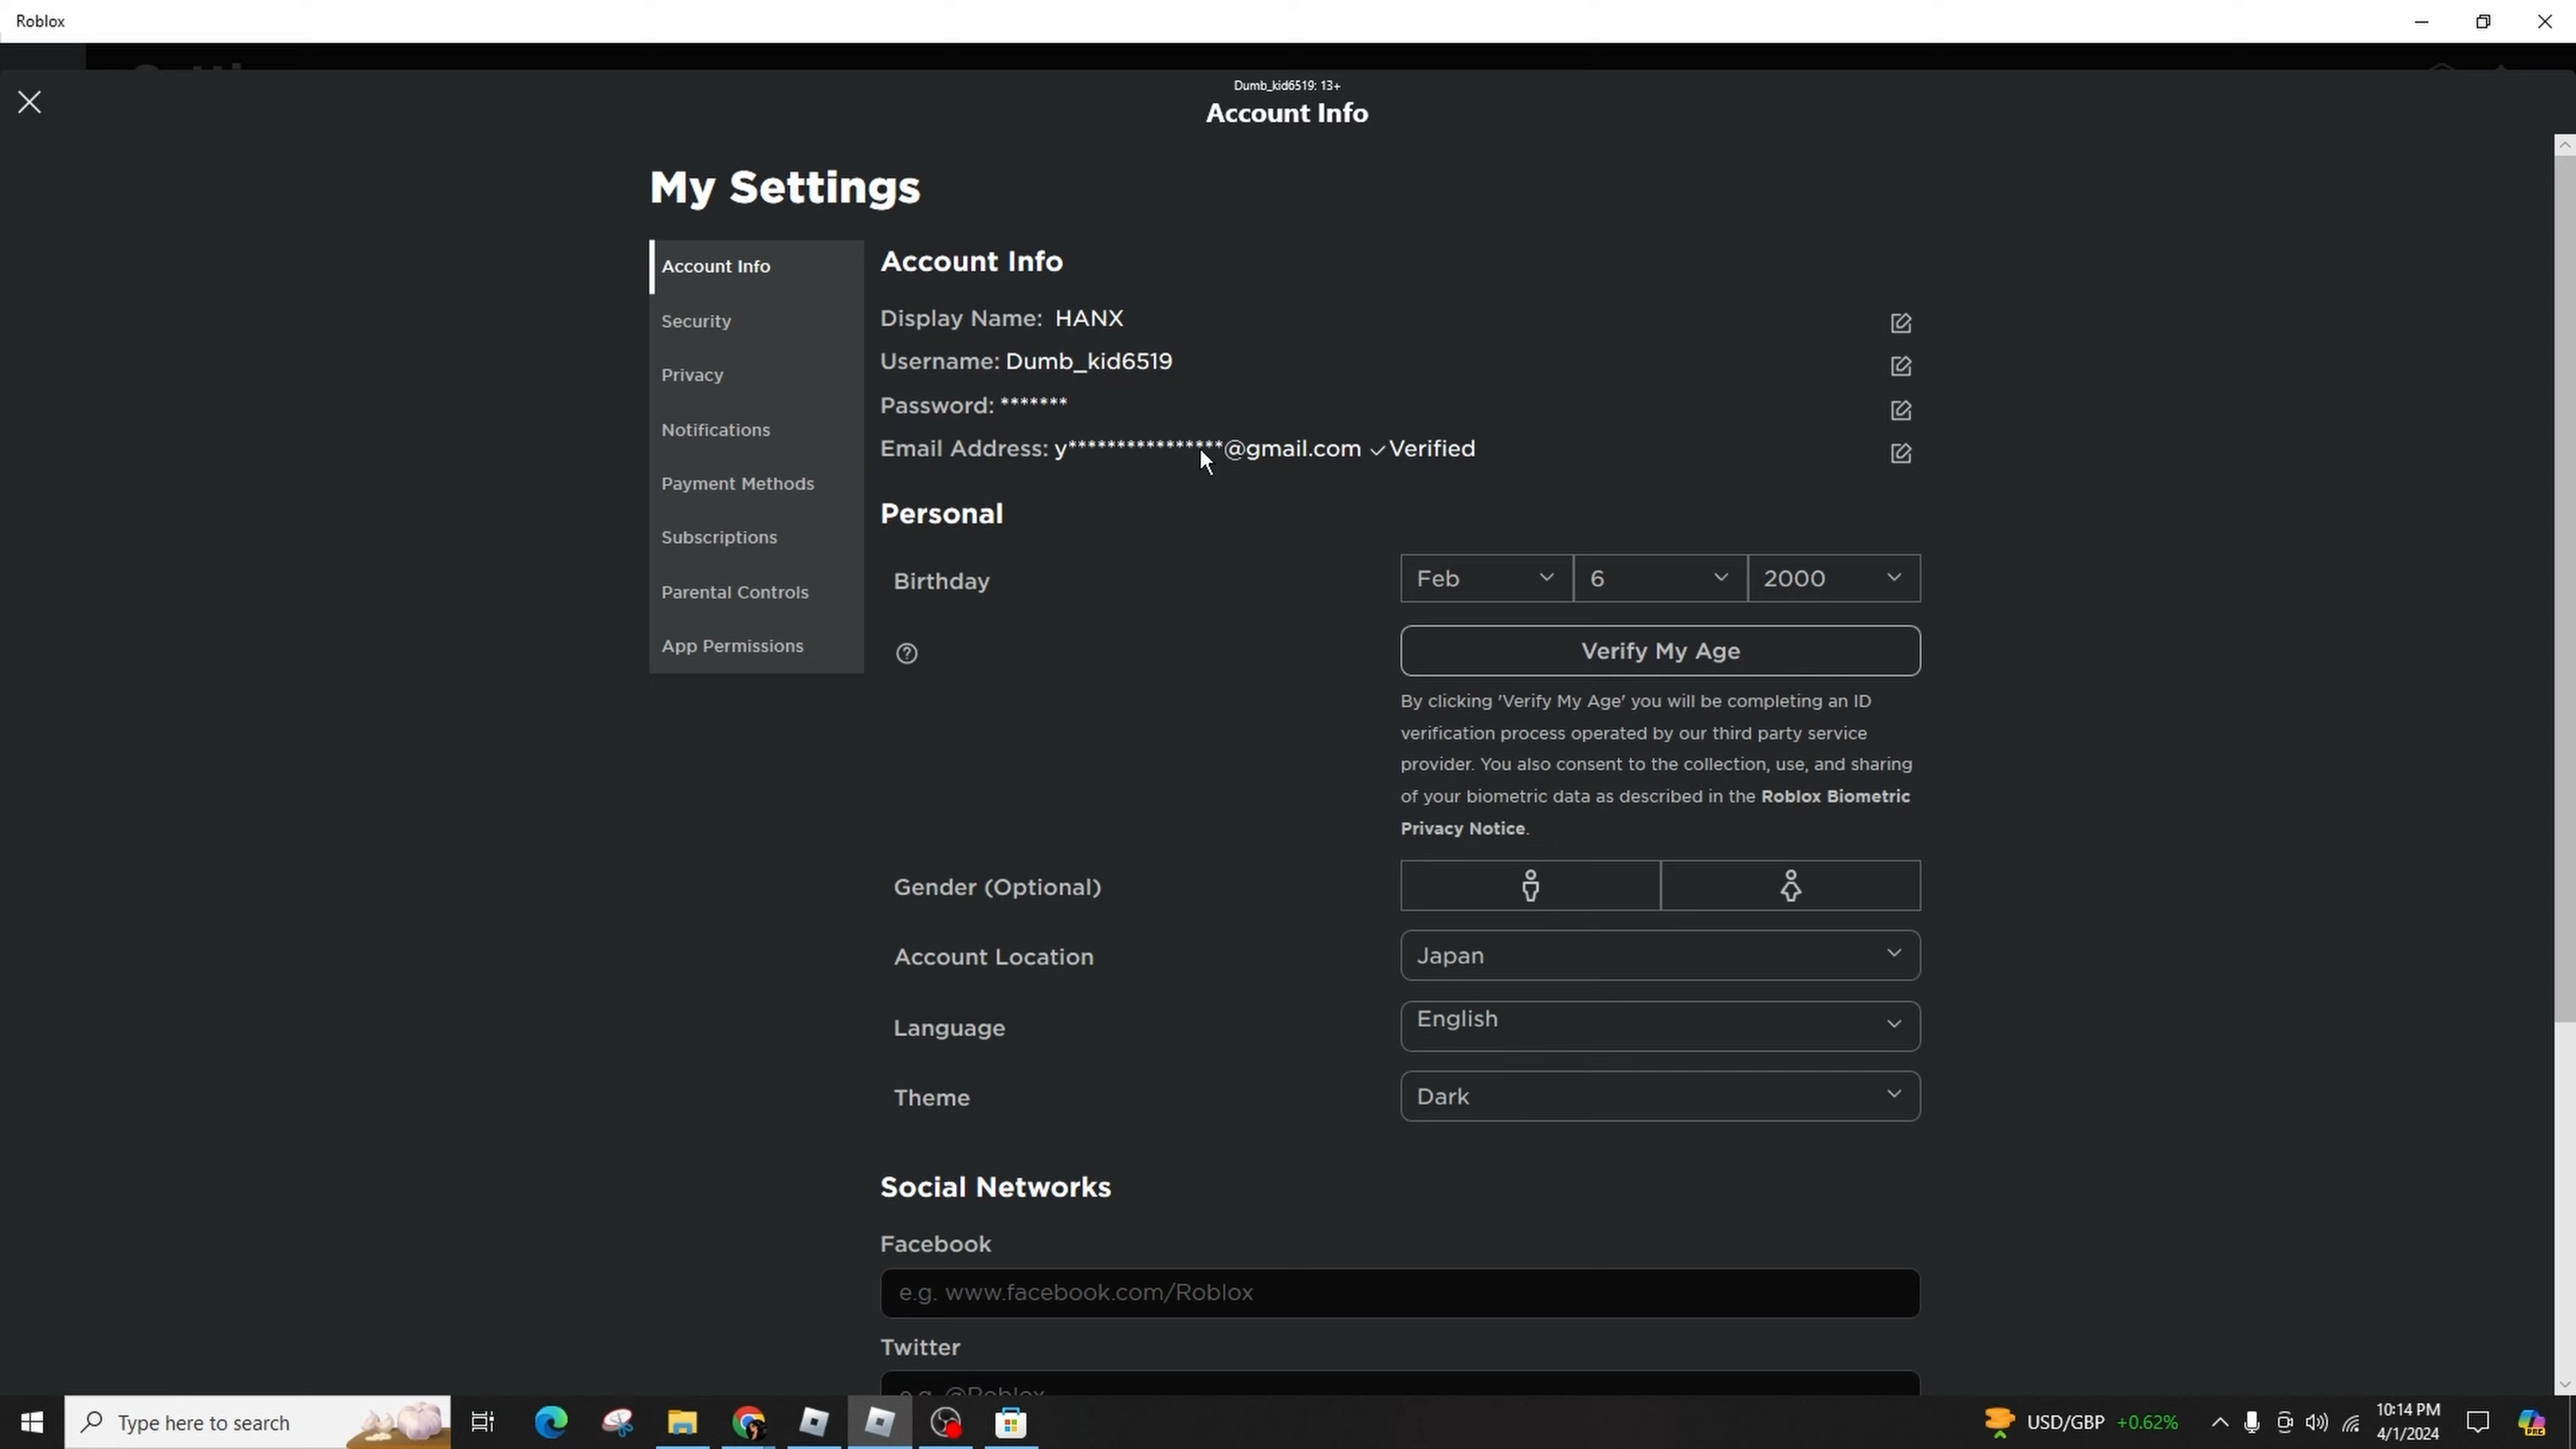 Roblox
Dumb_kid6519: 13+
Account Info
My Settings
Account Info
Security
Privacy
Notifications
Payment Methods
Subscriptions
Parental Controls
App Permissions
Account Info
Display Name: HANX
Username: Dumb_kid6519
Password: *******
Email Address: y****************@gmail.com ✓Verified
Personal
Birthday
Feb 6 2000
Verify My Age
By clicking 'Verify My Age' you will be completing an ID
verification process operated by our third party service
provider. You also consent to the collection, use, and sharing
of your biometric data as described in the Roblox Biometric
Privacy Notice.
Gender (Optional)
Account Location
Japan
Language
English
Theme
Dark
Social Networks
Facebook
e.g. www.facebook.com/Roblox
Twitter
e.g. @Roblox
Type here to search
USD/GBP +0.62%
10:14 PM
4/1/2024